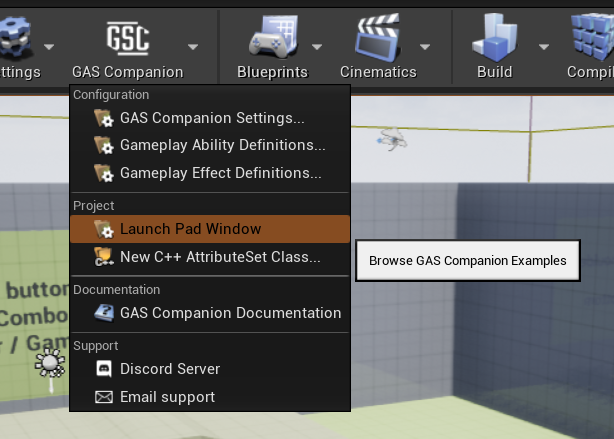 GSC
ttings
GAS Companion
Blueprints
Cinematics
Build
Compil
Configuration
GAS Companion Settings...
Gameplay Ability Definitions...
Gameplay Effect Definitions...
Project
Launch Pad Window
New C++ AttributeSet Class...
Browse GAS Companion Examples
Documentation
GAS Companion Documentation
Support
Discord Server
Email support
button
Combo
r / Gam